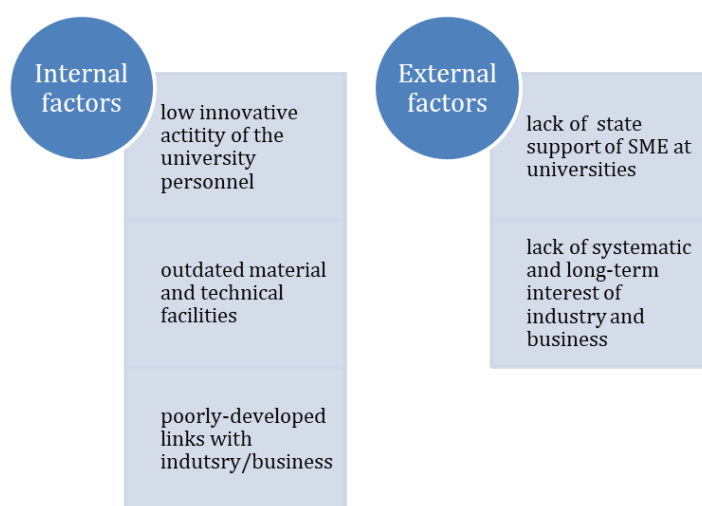 Internal
factors
low innovative
actitity of the
university
personnel
outdated material
and technical
facilities
poorly-developed
links with
indutsry/business
External
factors
lack of state
support of SME at
universities
lack of systematic
and long-term
interest of
industry and
business